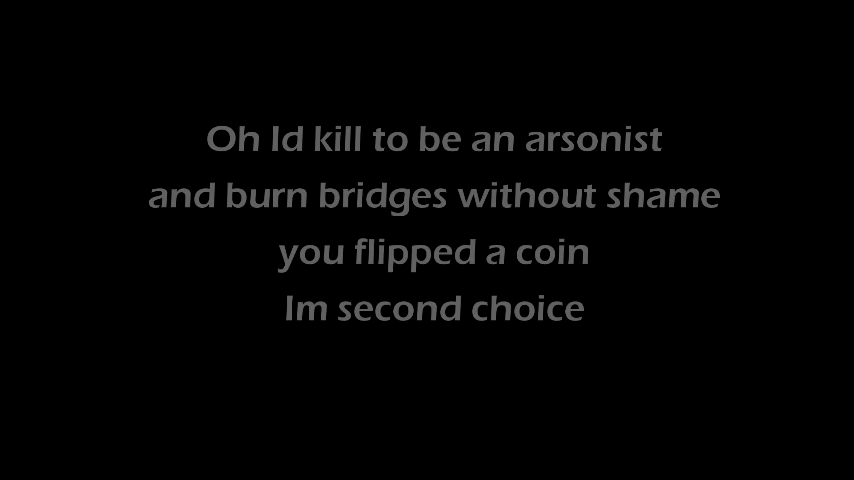 Oh Id kill to be an arsonist
and burn bridges without shame
you flipped a coin
Im second choice